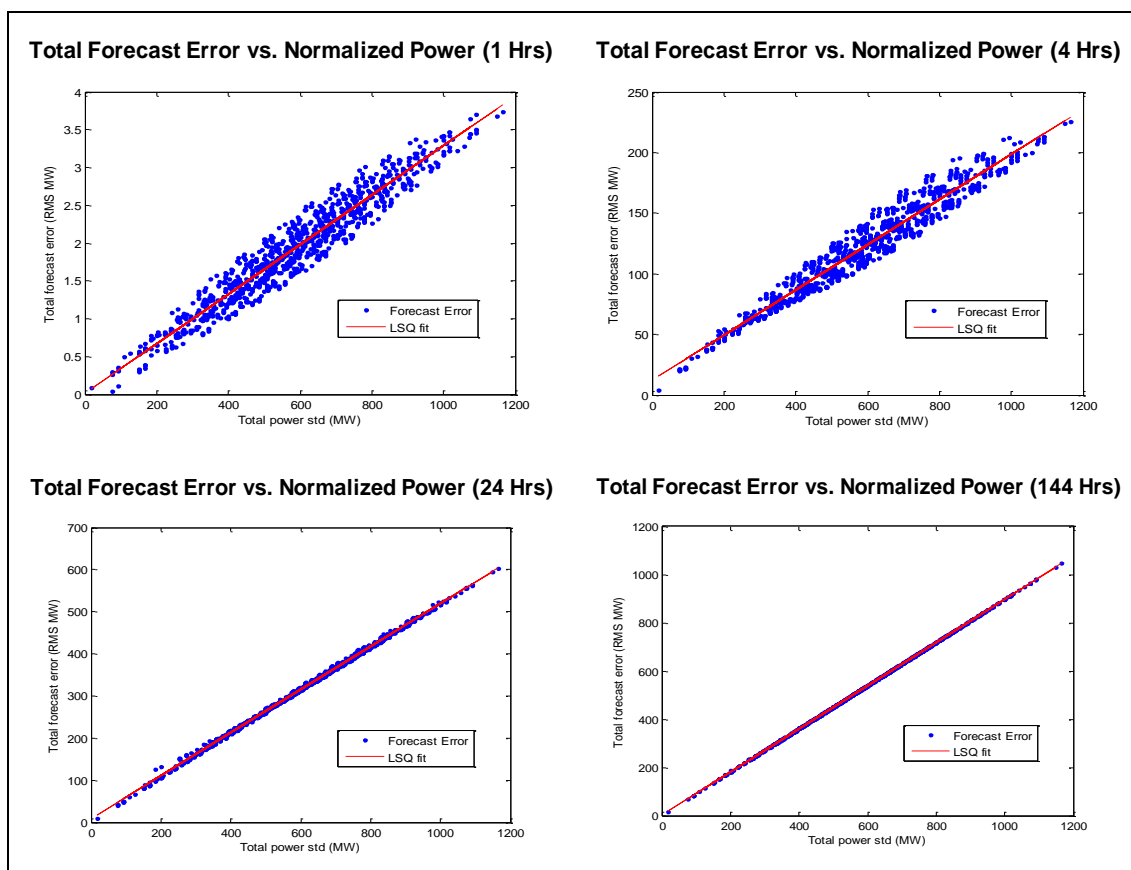 Total Forecast Error vs. Normalized Power (1 Hrs)
4
3.5
3
2.5
2
1.5
1
0.5
0
0 200 400 600 800 1000 1200
Total forecast error (RMS MW)
Total power std (MW)
Forecast Error
LSQ fit
Total Forecast Error vs. Normalized Power (4 Hrs)
250
200
150
100
50
0
0 200 400 600 800 1000 1200
Total forecast error (RMS MW)
Total power std (MW)
Forecast Error
LSQ fit
Total Forecast Error vs. Normalized Power (24 Hrs)
700
600
500
400
300
200
100
0
0 200 400 600 800 1000 1200
Total forecast error (RMS MW)
Total power std (MW)
Forecast Error
LSQ fit
Total Forecast Error vs. Normalized Power (144 Hrs)
1200
1000
800
600
400
200
0
0 200 400 600 800 1000 1200
Total forecast error (RMS MW)
Total power std (MW)
Forecast Error
LSQ fit